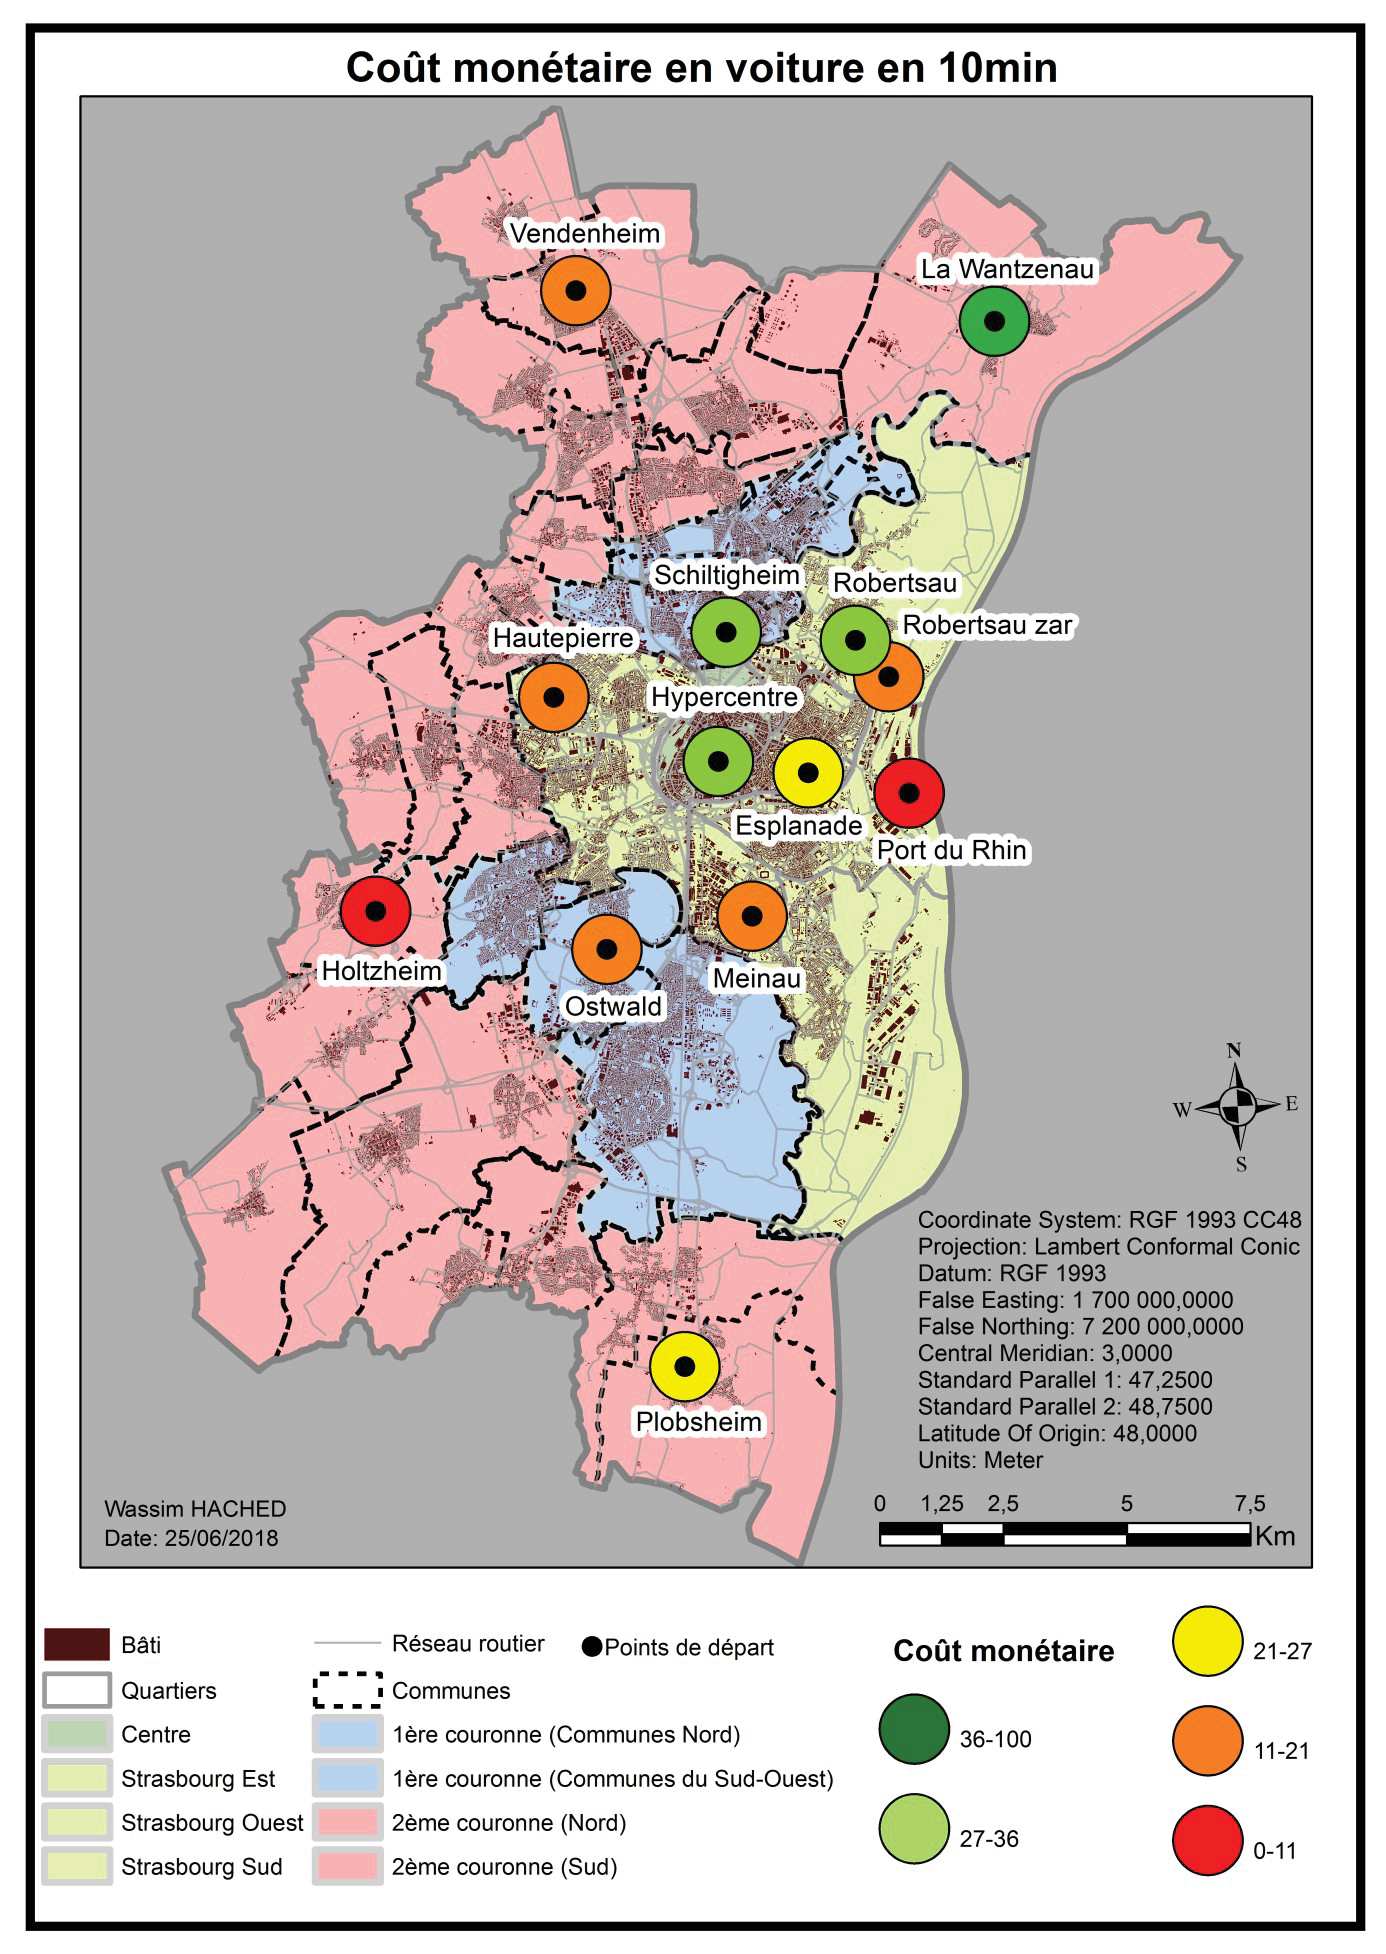 Coût monétaire en voiture en 10min
Vendenheim
La Wantzenau
Schiltigheim
Robertsau
Robertsau zar
Hautepierre
Hypercentre
Esplanade
Port du Rhin
Holtzheim
Meinau
Ostwald
N
W
E
S
Coordinate System: RGF 1993 CC48
Projection: Lambert Conformal Conic
Datum: RGF 1993
False Easting: 1 700 000,0000
False Northing: 7 200 000,0000
Central Meridian: 3,0000
Standard Parallel 1: 47,2500
Standard Parallel 2: 48,7500
Latitude Of Origin: 48,0000
Units: Meter
Plobsheim
Wassim HACHED
Date: 25/06/2018
0 1,25 2,5 5 7,5
Km
Bâti
Quartiers
Centre
Strasbourg Est
Strasbourg Ouest
Strasbourg Sud
Réseau routier
Communes
1ère couronne (Communes Nord)
1ère couronne (Communes du Sud-Ouest)
2ème couronne (Nord)
2ème couronne (Sud)
Points de départ
Coût monétaire
36-100
27-36
21-27
11-21
0-11